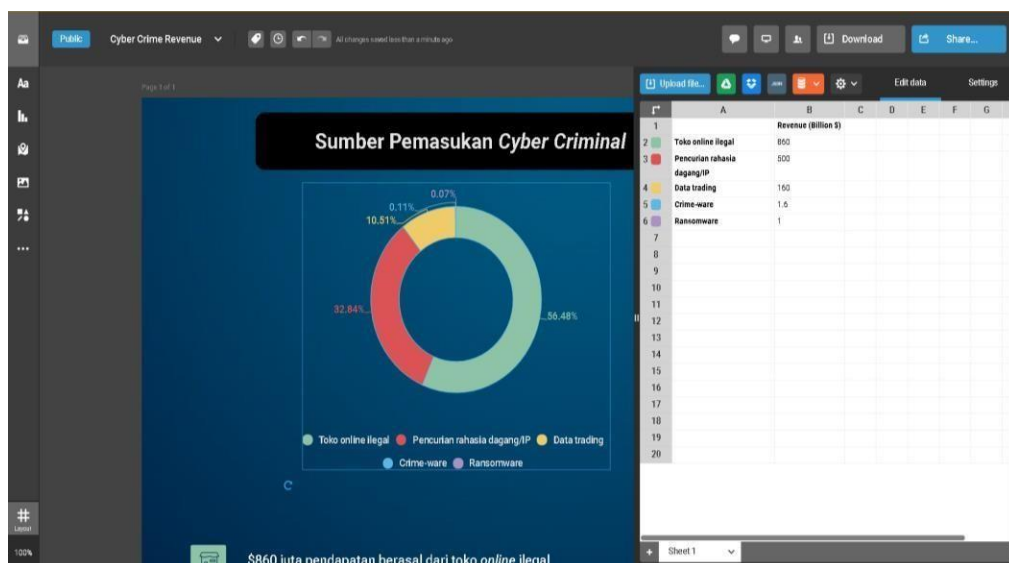 Public
Cyber Crime Revenue
All changes saved less than a minute ago
Download
Share...
Aa
Page 1 of 1
Upload file...
JSON
Edit data
Settings
Sumber Pemasukan Cyber Criminal
0.07%
0.11%
10.51%
32.84%
56.48%
Toko online ilegal
Pencurian rahasia dagang/IP
Data trading
Crime-ware
Ransomware
$860 juta pendapatan berasal dari toko online ilegal
A B C D E F G
1 Revenue (Billion $)
2 Toko online ilegal 860
3 Pencurian rahasia 500
dagang/IP
4 Data trading 160
5 Crime-ware 1.6
6 Ransomware 1
7
8
9
10
11
12
13
14
15
16
17
18
19
20
Layout
100%
Sheet 1